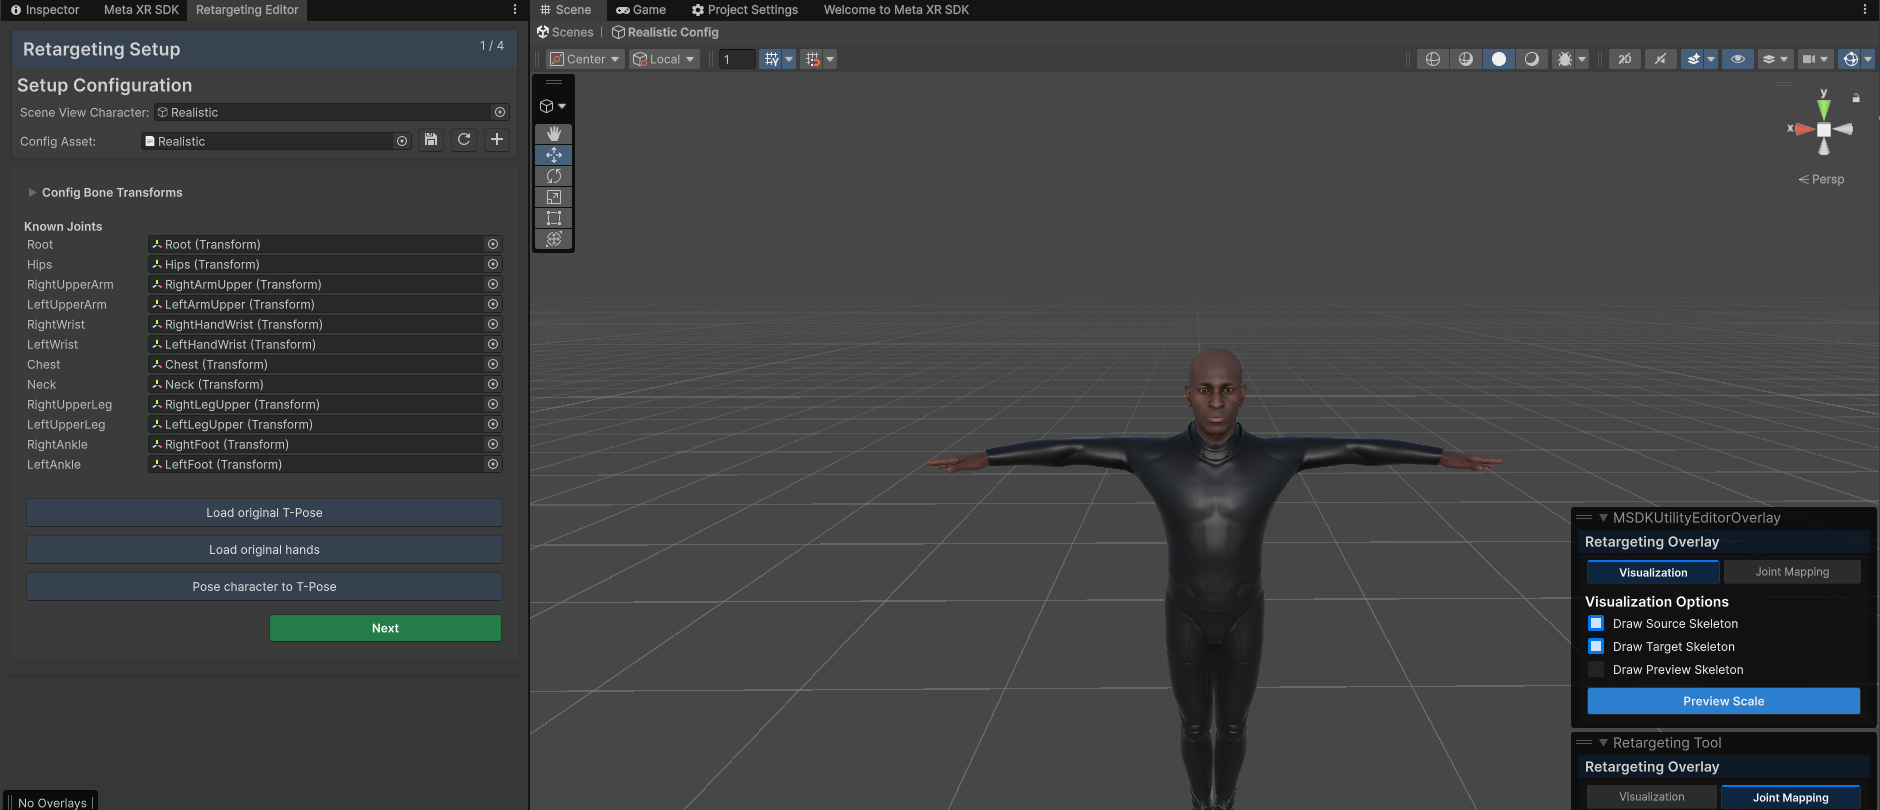 Inspector
Meta XR SDK
Retargeting Editor
Retargeting Setup
1 / 4
Setup Configuration
Scene View Character: Realistic
Config Asset: Realistic
Config Bone Transforms
Known Joints
Root Root (Transform)
Hips Hips (Transform)
RightUpperArm RightArmUpper (Transform)
LeftUpperArm LeftArmUpper (Transform)
RightWrist RightHandWrist (Transform)
LeftWrist LeftHandWrist (Transform)
Chest Chest (Transform)
Neck Neck (Transform)
RightUpperLeg RightLegUpper (Transform)
LeftUpperLeg LeftLegUpper (Transform)
RightAnkle RightFoot (Transform)
LeftAnkle LeftFoot (Transform)
Load original T-Pose
Load original hands
Pose character to T-Pose
Next
No Overlays
Scene
Game
Project Settings
Welcome to Meta XR SDK
Scenes
Realistic Config
Center
Local
1
2D
y
x
Persp
MSDKUtilityEditorOverlay
Retargeting Overlay
Visualization
Joint Mapping
Visualization Options
Draw Source Skeleton
Draw Target Skeleton
Draw Preview Skeleton
Preview Scale
Retargeting Tool
Retargeting Overlay
Visualization
Joint Mapping